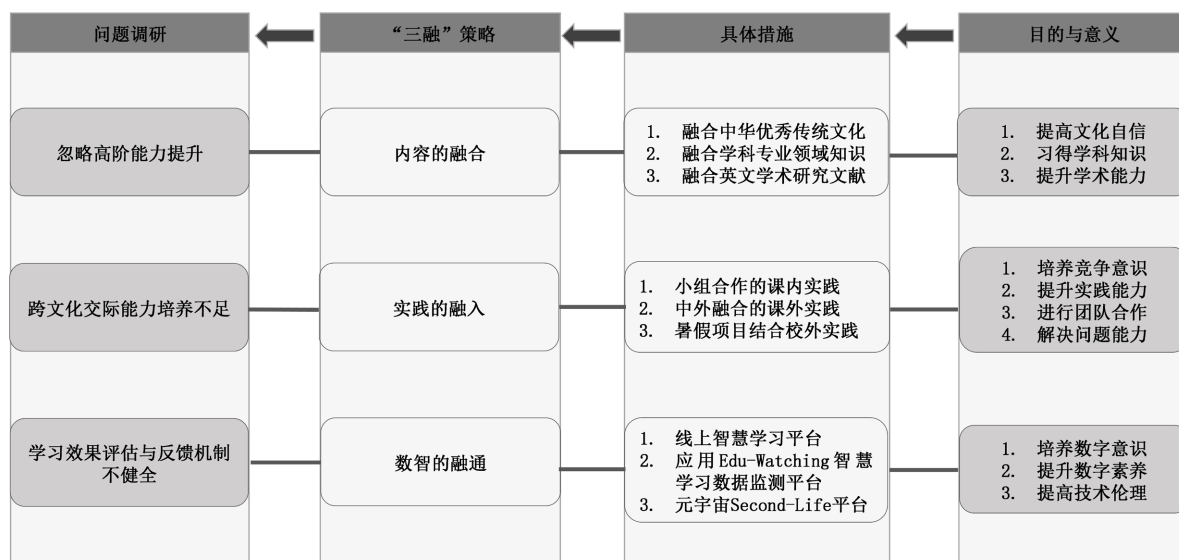 问题调研
“三融”策略
具体措施
目的与意义
忽略高阶能力提升
内容的融合
1. 融合中华优秀传统文化
2. 融合学科专业领域知识
3. 融合英文学术研究文献
1. 提高文化自信
2. 习得学科知识
3. 提升学术能力
跨文化交际能力培养不足
实践的融入
1. 小组合作的课内实践
2. 中外融合的课外实践
3. 暑假项目结合校外实践
1. 培养竞争意识
2. 提升实践能力
3. 进行团队合作
4. 解决问题能力
学习效果评估与反馈机制
不健全
数智的融通
1. 线上智慧学习平台
2. 应用Edu-Watching智慧
学习数据监测平台
3. 元宇宙Second-Life平台
1. 培养数字意识
2. 提升数字素养
3. 提高技术伦理